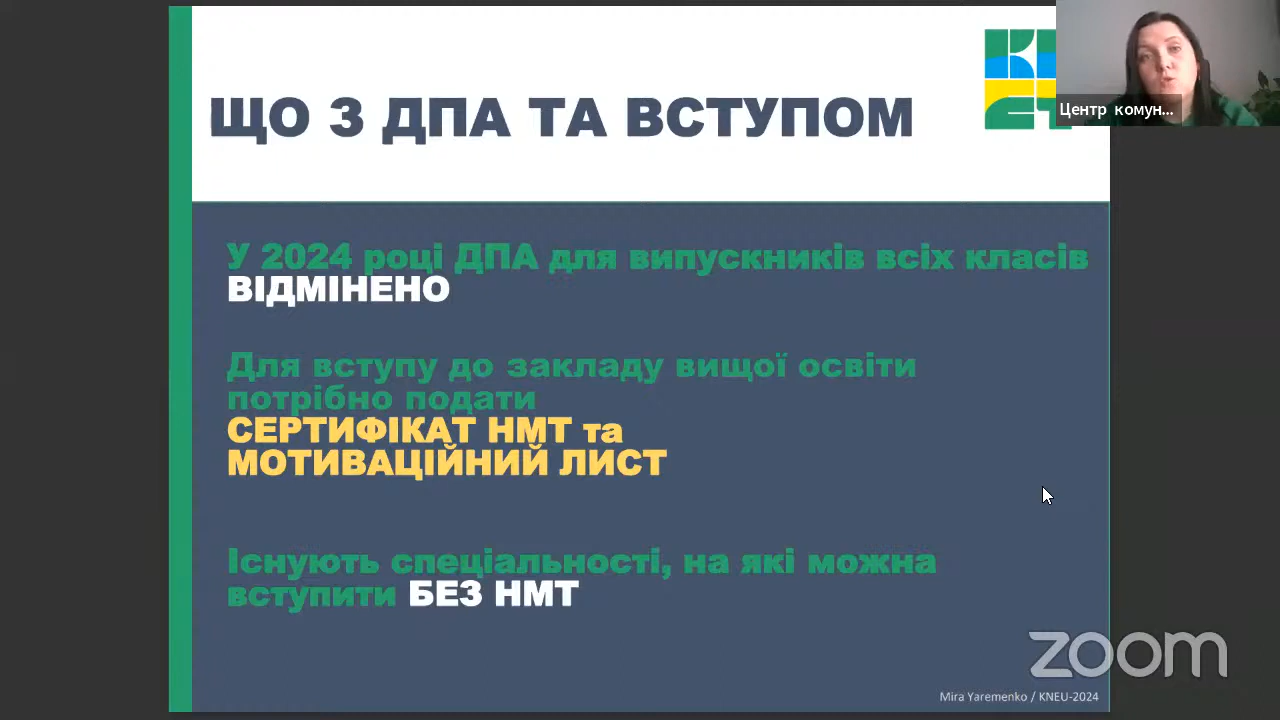 ЩО З ДПА ТА ВСТУПОМ
Центр комун...
У 2024 році ДПА для випускників всіх класів
ВІДМІНЕНО
Для вступу до закладу вищої освіти
потрібно подати
СЕРТИФІКАТ НМТ та
МОТИВАЦІЙНИЙ ЛИСТ
Існують спеціальності, на які можна
вступити БЕЗ НМТ
zoom
Mira Yaremenko / KNEU-2024